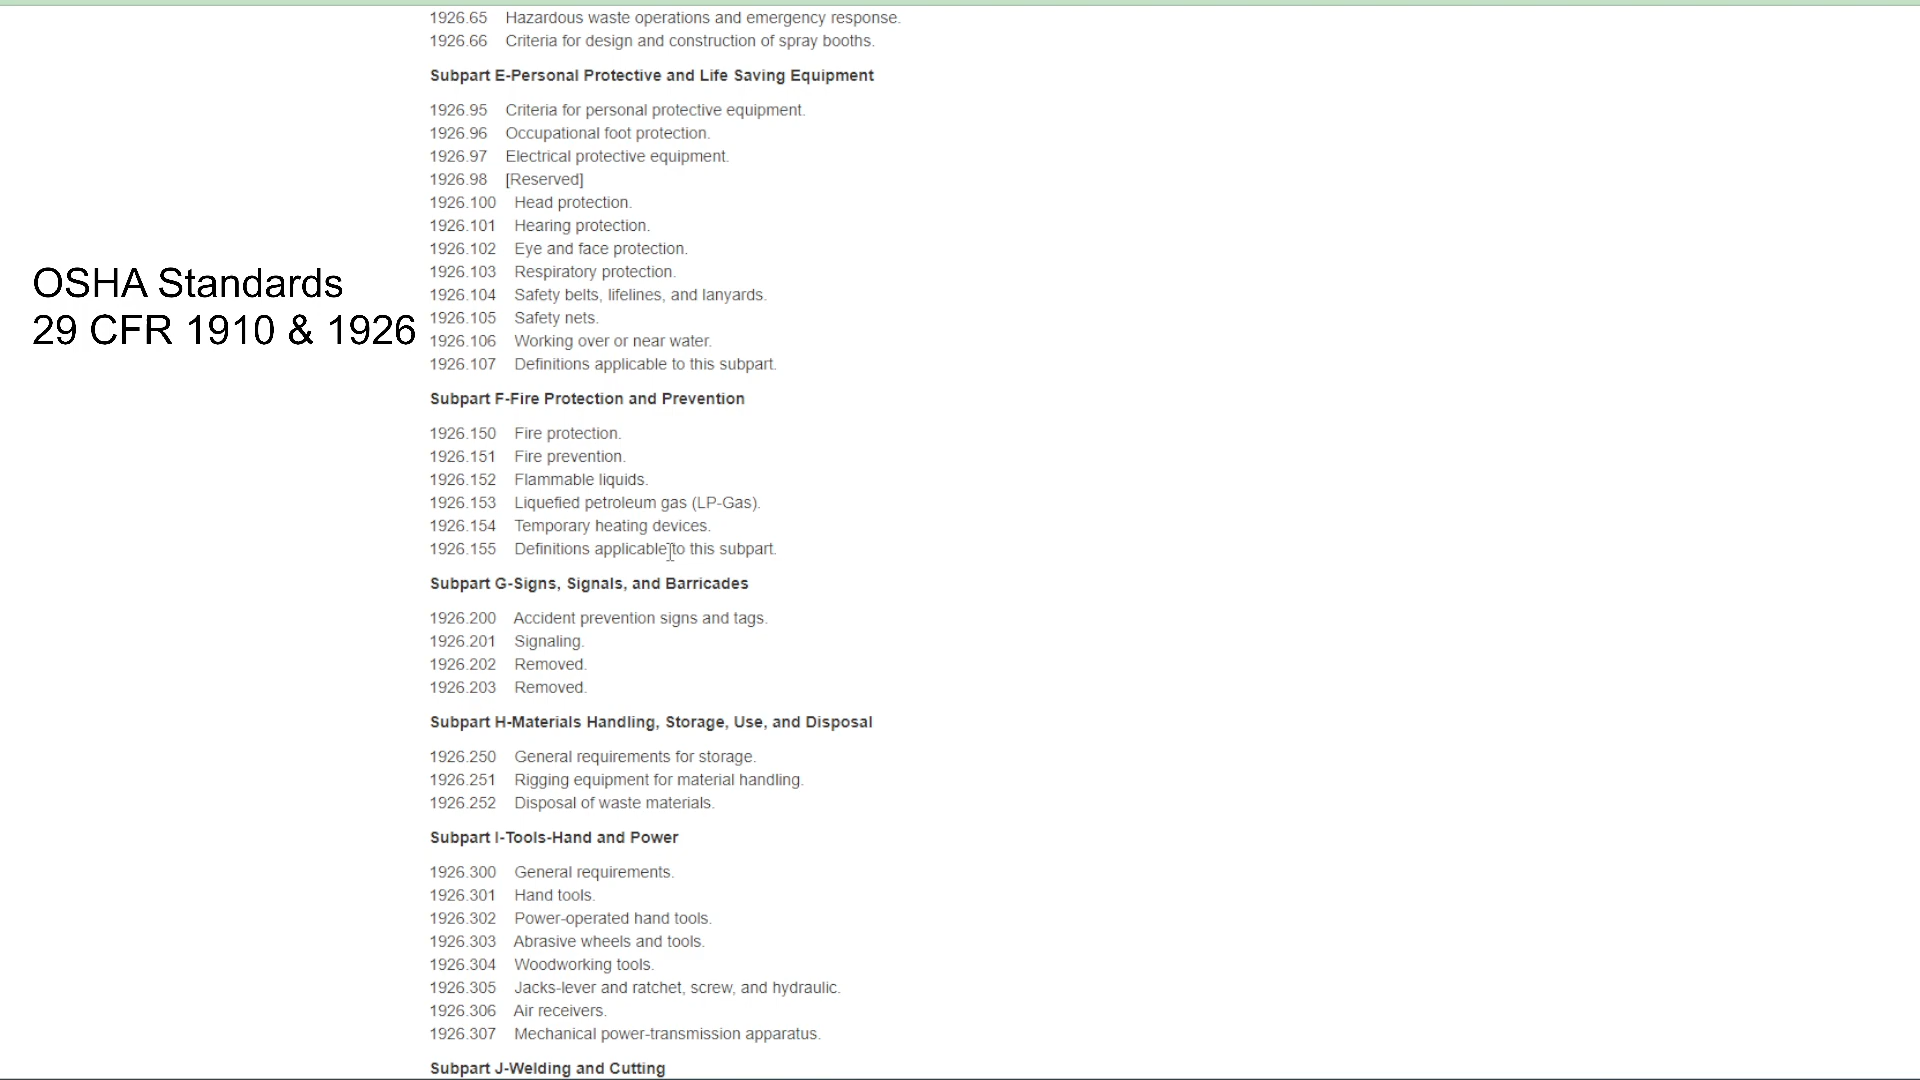 1926.65 Hazardous waste operations and emergency response.
1926.66 Criteria for design and construction of spray booths.
Subpart E-Personal Protective and Life Saving Equipment
1926.95 Criteria for personal protective equipment.
1926.96 Occupational foot protection.
1926.97 Electrical protective equipment.
1926.98 [Reserved]
1926.100 Head protection.
1926.101 Hearing protection.
1926.102 Eye and face protection.
1926.103 Respiratory protection.
1926.104 Safety belts, lifelines, and lanyards.
1926.105 Safety nets.
1926.106 Working over or near water.
1926.107 Definitions applicable to this subpart.
OSHA Standards
29 CFR 1910 & 1926
Subpart F-Fire Protection and Prevention
1926.150 Fire protection.
1926.151 Fire prevention.
1926.152 Flammable liquids.
1926.153 Liquefied petroleum gas (LP-Gas).
1926.154 Temporary heating devices.
1926.155 Definitions applicable to this subpart.
Subpart G-Signs, Signals, and Barricades
1926.200 Accident prevention signs and tags.
1926.201 Signaling.
1926.202 Removed.
1926.203 Removed.
Subpart H-Materials Handling, Storage, Use, and Disposal
1926.250 General requirements for storage.
1926.251 Rigging equipment for material handling.
1926.252 Disposal of waste materials.
Subpart I-Tools-Hand and Power
1926.300 General requirements.
1926.301 Hand tools.
1926.302 Power-operated hand tools.
1926.303 Abrasive wheels and tools.
1926.304 Woodworking tools.
1926.305 Jacks-lever and ratchet, screw, and hydraulic.
1926.306 Air receivers.
1926.307 Mechanical power-transmission apparatus.
Subpart J-Welding and Cutting